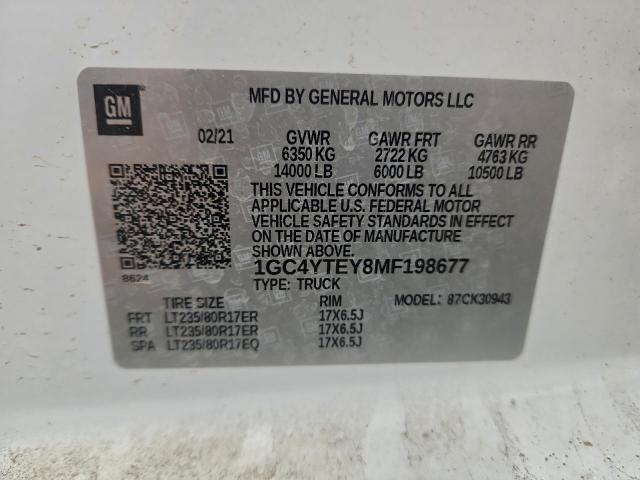 GM
MFD BY GENERAL MOTORS LLC
02/21 GVWR GAWR FRT GAWR RR
6350 KG 2722 KG 4763 KG
14000 LB 6000 LB 10500 LB
THIS VEHICLE CONFORMS TO ALL
APPLICABLE U.S. FEDERAL MOTOR
VEHICLE SAFETY STANDARDS IN EFFECT
ON THE DATE OF MANUFACTURE
SHOWN ABOVE.
8624
1GC4YTEY8MF198677
TYPE: TRUCK
TIRE SIZE RIM MODEL: 87CK30943
FRT LT235/80R17ER 17X6.5J
RR LT235/80R17ER 17X6.5J
SPA LT235/80R17EQ 17X6.5J